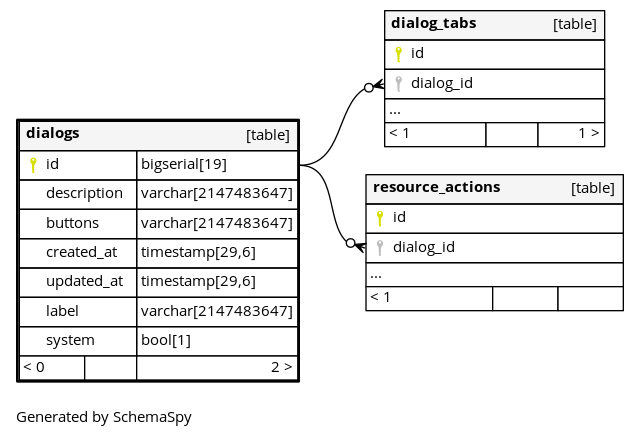 dialog_tabs [table]
id
dialog_id
...
< 1 1 >
dialogs [table]
id bigserial[19]
description varchar[2147483647]
buttons varchar[2147483647]
created_at timestamp[29,6]
updated_at timestamp[29,6]
label varchar[2147483647]
system bool[1]
< 0 2 >
resource_actions [table]
id
dialog_id
...
< 1
Generated by SchemaSpy